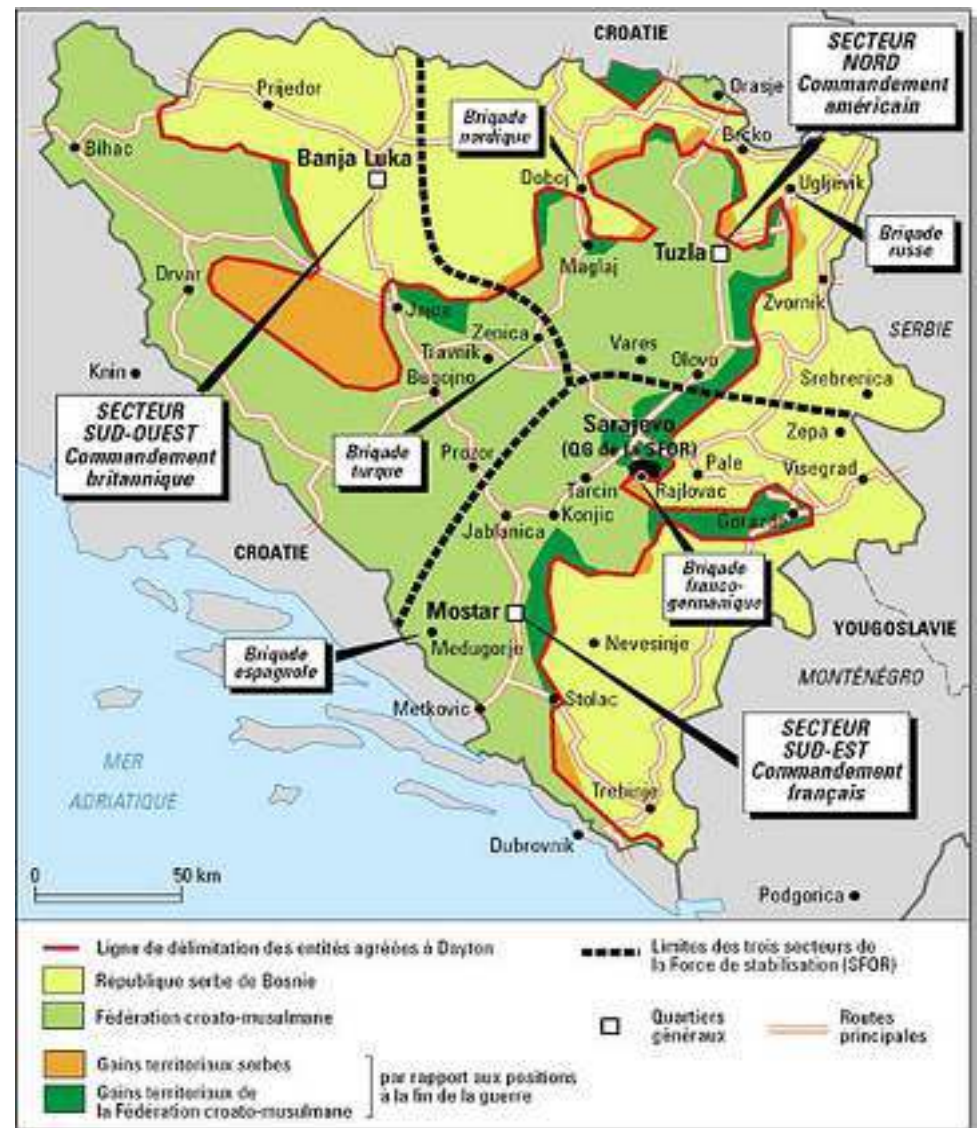 CROATIE
SECTEUR
NORD
Commandement
américain
Prijedor
Orasje
Brigade
nordique
Brcko
Bihac
Banja Luka
Doboj
Ugljevik
Brigade
russe
Tuzla
Maglaj
Drvar
Jajce
Zvornik
SERBIE
Zenica
Vares
Olovo
Travnik
Knin
Bugojno
Srebrenica
SECTEUR
SUD-OUEST
Commandement
britannique
Sarajevo
(QG de la SFOR)
Zepa
Brigade
turque
Prozor
Pale
Visegrad
Tarcin
Rajlovac
Jablanica
Konjic
Gorazde
CROATIE
Brigade
franco-
germanique
Mostar
YOUGOSLAVIE
Brigade
espagnole
Medugorje
Nevesinje
MONTÉNÉGRO
Metkovic
Stolac
SECTEUR
SUD-EST
Commandement
français
MER
ADRIATIQUE
Trebinje
Dubrovnik
0 50 km
Podgorica
Ligne de délimitation des entités agréées à Dayton
République serbe de Bosnie
Fédération croato-musulmane
Gains territoriaux serbes
Gains territoriaux de
la Fédération croato-musulmane
par rapport aux positions
à la fin de la guerre
Limites des trois secteurs de
la Force de stabilisation (SFOR)
Quartiers
généraux
Routes
principales